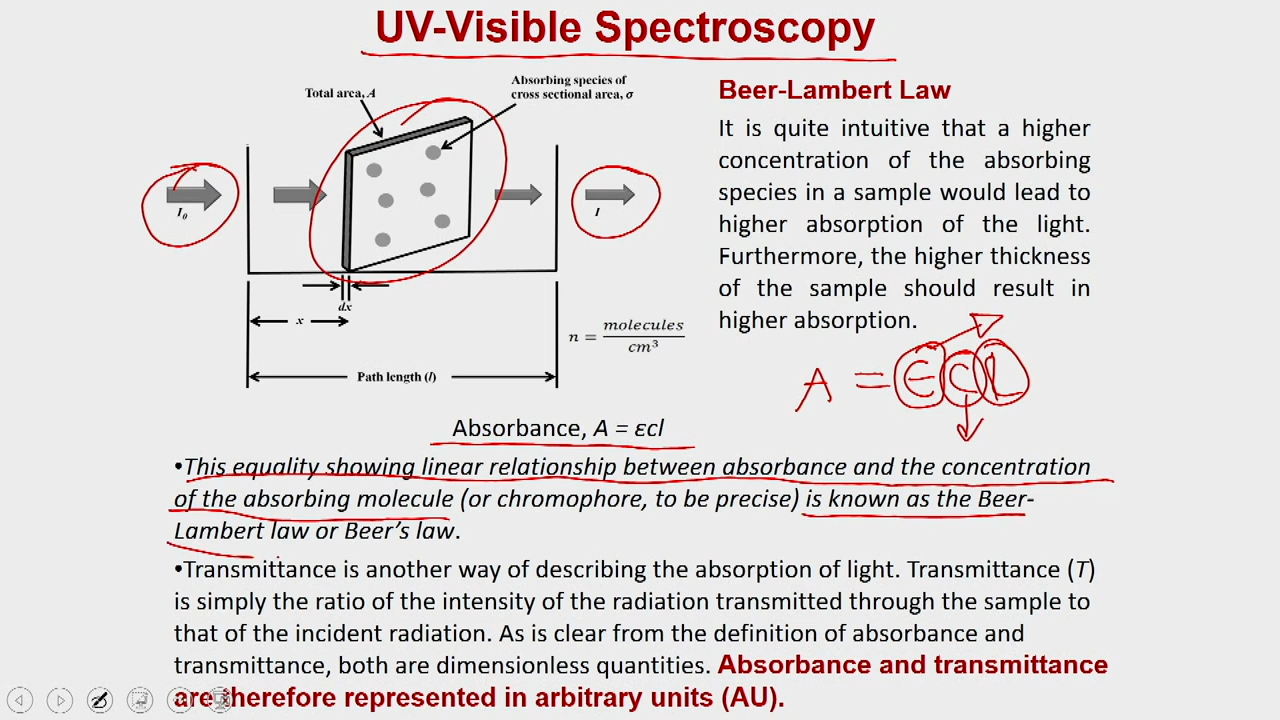 UV-Visible Spectroscopy
Total area, A
Absorbing species of
cross sectional area, σ
I₀
I
dx
x
n = molecules / cm³
Path length (l)
Beer-Lambert Law
It is quite intuitive that a higher
concentration of the absorbing
species in a sample would lead to
higher absorption of the light.
Furthermore, the higher thickness
of the sample should result in
higher absorption.
A = ϵ c l
Absorbance, A = εcl
•This equality showing linear relationship between absorbance and the concentration
of the absorbing molecule (or chromophore, to be precise) is known as the Beer-
Lambert law or Beer's law.
•Transmittance is another way of describing the absorption of light. Transmittance (T)
is simply the ratio of the intensity of the radiation transmitted through the sample to
that of the incident radiation. As is clear from the definition of absorbance and
transmittance, both are dimensionless quantities. Absorbance and transmittance
are therefore represented in arbitrary units (AU).